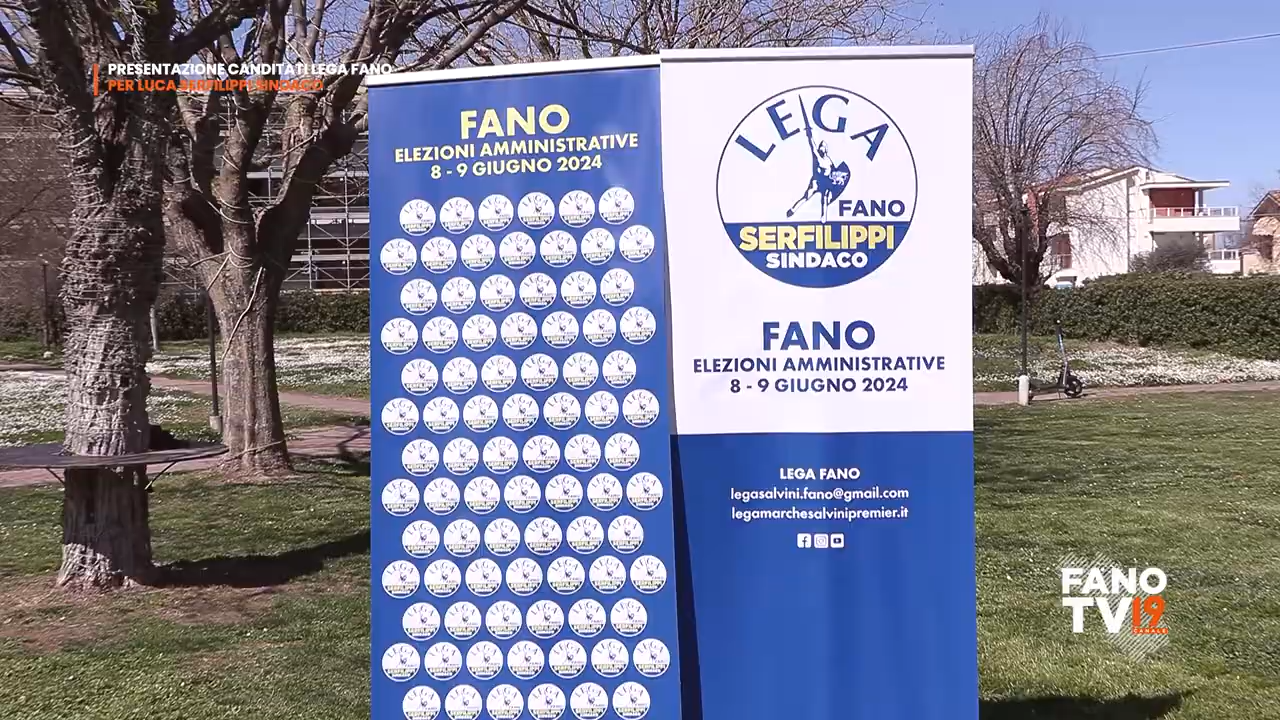 PRESENTAZIONE CANDITATI LEGA FANO
PER LUCA SERFILIPPI SINDACO
FANO
ELEZIONI AMMINISTRATIVE
8 - 9 GIUGNO 2024
LEGA
FANO
SERFILIPPI
SINDACO
FANO
ELEZIONI AMMINISTRATIVE
8 - 9 GIUGNO 2024
LEGA FANO
legasalvini.fano@gmail.com
legamarchesalvinipremier.it
FANO
TV19
CANALE